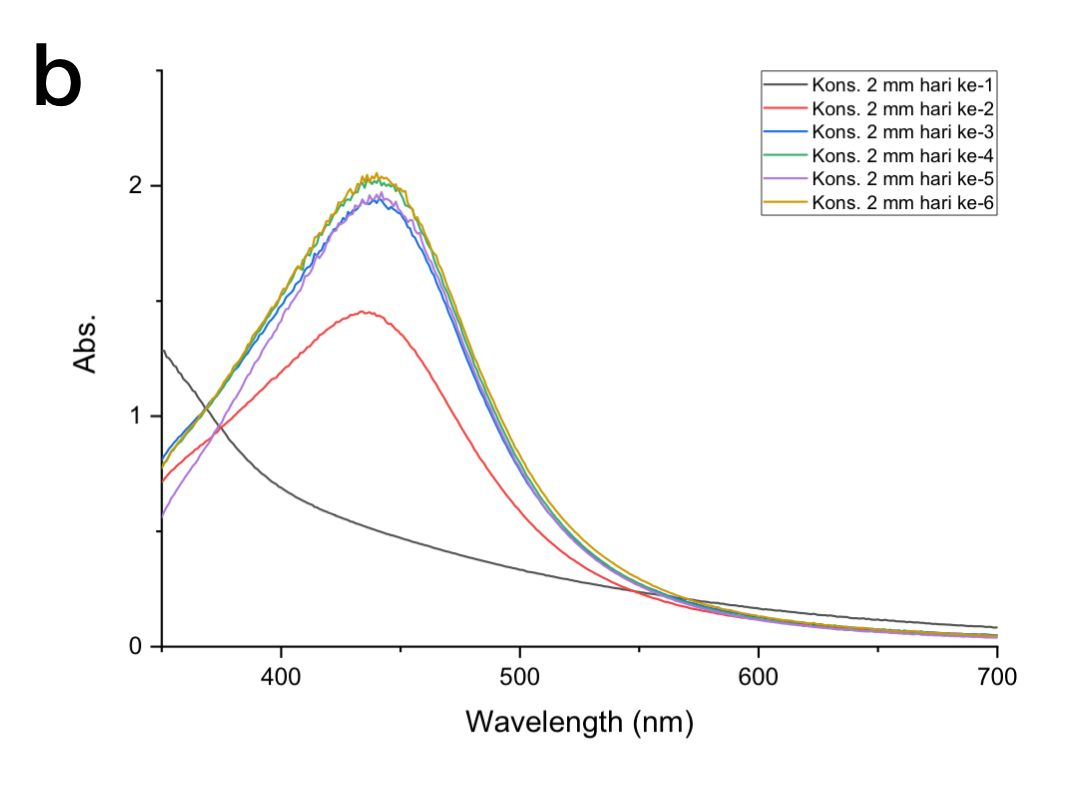 b
Kons. 2 mm hari ke-1
Kons. 2 mm hari ke-2
Kons. 2 mm hari ke-3
Kons. 2 mm hari ke-4
Kons. 2 mm hari ke-5
Kons. 2 mm hari ke-6
2
1
0
Abs.
400 500 600 700
Wavelength (nm)